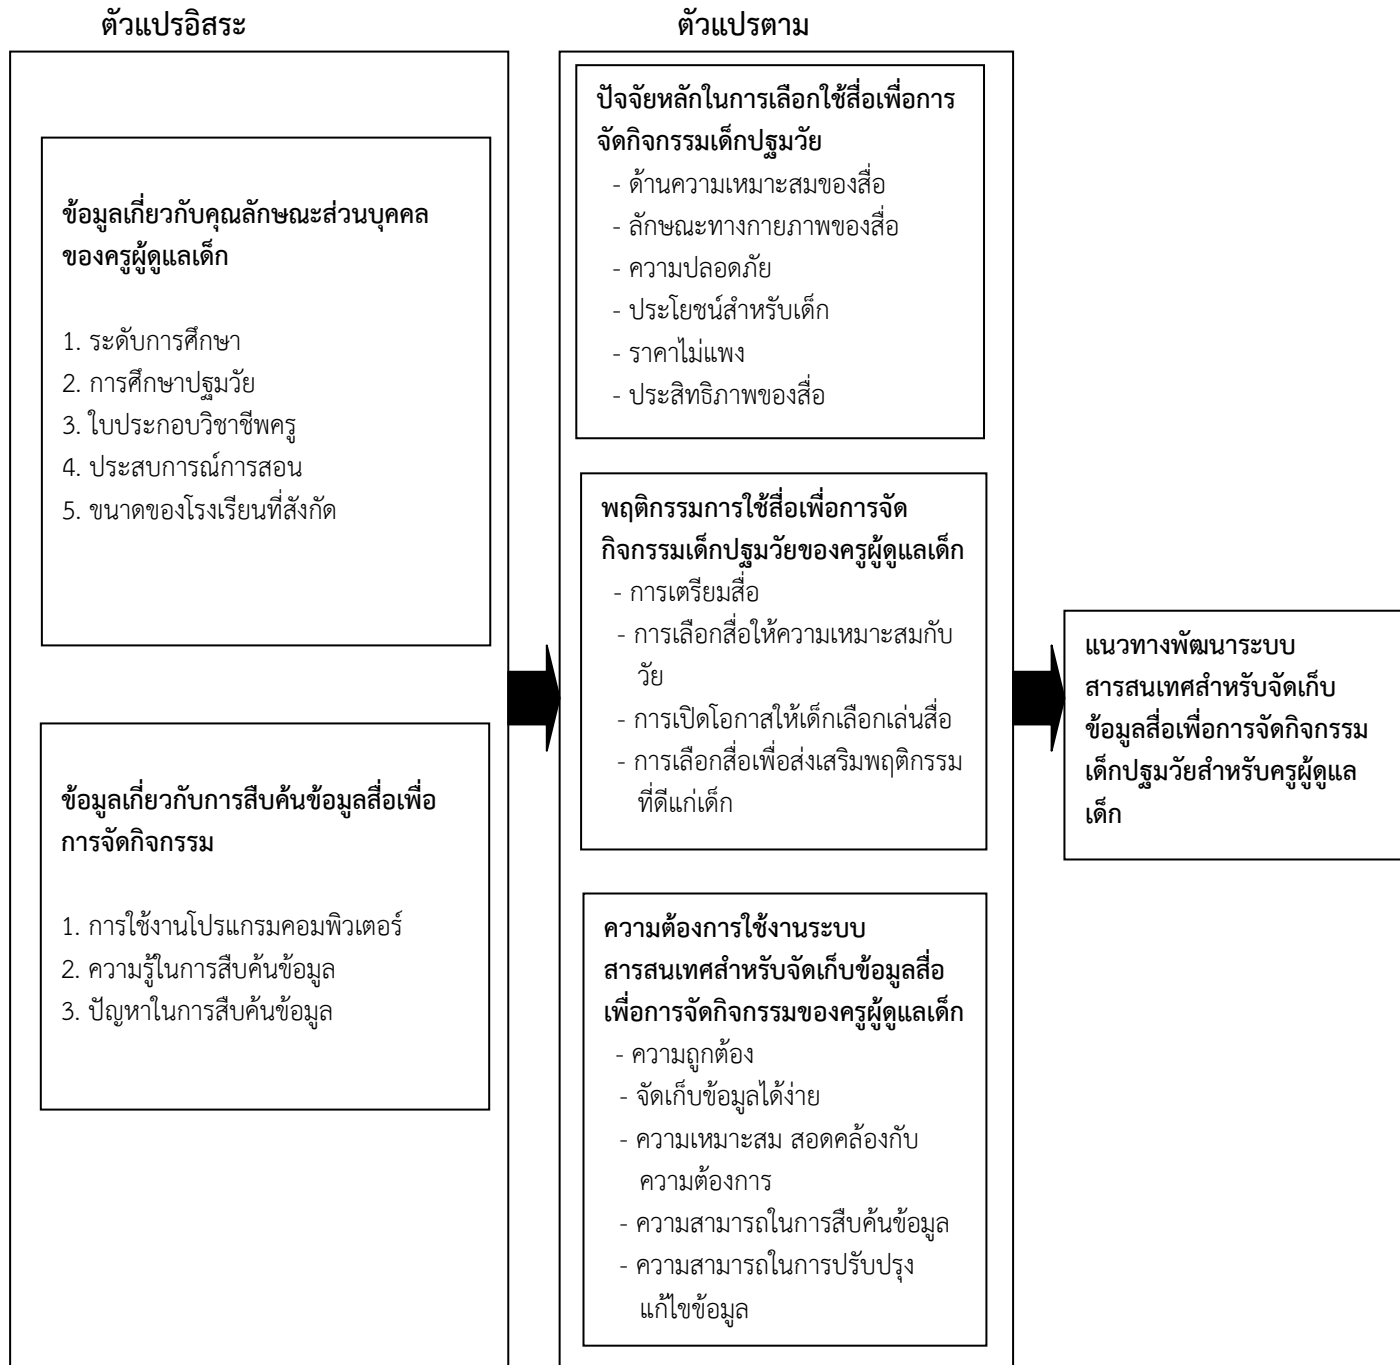 ตัวแปรอิสระ
ข้อมูลเกี่ยวกับคุณลักษณะส่วนบุคคล
ของครูผู้ดูแลเด็ก
1. ระดับการศึกษา
2. การศึกษาปฐมวัย
3. ใบประกอบวิชาชีพครู
4. ประสบการณ์การสอน
5. ขนาดของโรงเรียนที่สังกัด
ข้อมูลเกี่ยวกับการสืบค้นข้อมูลสื่อเพื่อ
การจัดกิจกรรม
1. การใช้งานโปรแกรมคอมพิวเตอร์
2. ความรู้ในการสืบค้นข้อมูล
3. ปัญหาในการสืบค้นข้อมูล
ตัวแปรตาม
ปัจจัยหลักในการเลือกใช้สื่อเพื่อการ
จัดกิจกรรมเด็กปฐมวัย
- ด้านความเหมาะสมของสื่อ
- ลักษณะทางกายภาพของสื่อ
- ความปลอดภัย
- ประโยชน์สำหรับเด็ก
- ราคาไม่แพง
- ประสิทธิภาพของสื่อ
พฤติกรรมการใช้สื่อเพื่อการจัด
กิจกรรมเด็กปฐมวัยของครูผู้ดูแลเด็ก
- การเตรียมสื่อ
- การเลือกสื่อให้ความเหมาะสมกับ
วัย
- การเปิดโอกาสให้เด็กเลือกเล่นสื่อ
- การเลือกสื่อเพื่อส่งเสริมพฤติกรรม
ที่ดีแก่เด็ก
ความต้องการใช้งานระบบ
สารสนเทศสำหรับจัดเก็บข้อมูลสื่อ
เพื่อการจัดกิจกรรมของครูผู้ดูแลเด็ก
- ความถูกต้อง
- จัดเก็บข้อมูลได้ง่าย
- ความเหมาะสม สอดคล้องกับ
ความต้องการ
- ความสามารถในการสืบค้นข้อมูล
- ความสามารถในการปรับปรุง
แก้ไขข้อมูล
แนวทางพัฒนาระบบ
สารสนเทศสำหรับจัดเก็บ
ข้อมูลสื่อเพื่อการจัดกิจกรรม
เด็กปฐมวัยสำหรับครูผู้ดูแล
เด็ก